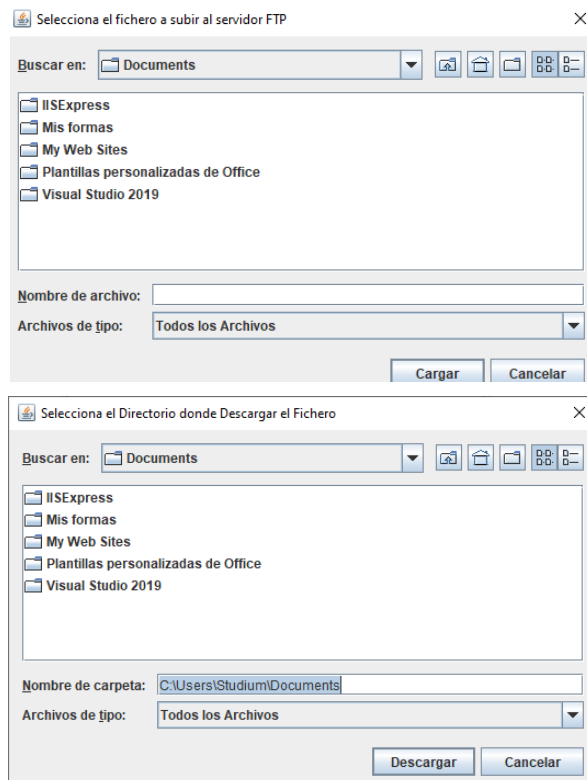 Selecciona el fichero a subir al servidor FTP
Buscar en: Documents
IISExpress
Mis formas
My Web Sites
Plantillas personalizadas de Office
Visual Studio 2019
Nombre de archivo:
Archivos de tipo: Todos los Archivos
Cargar Cancelar
Selecciona el Directorio donde Descargar el Fichero
Buscar en: Documents
IISExpress
Mis formas
My Web Sites
Plantillas personalizadas de Office
Visual Studio 2019
Nombre de carpeta: C:\Users\Studium\Documents
Archivos de tipo: Todos los Archivos
Descargar Cancelar